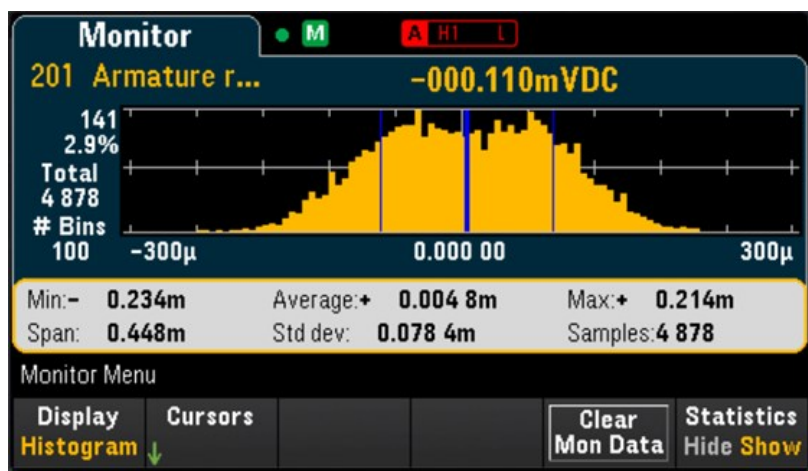 Monitor
M
A H1 L
201 Armature r... -000.110mVDC
141
2.9%
Total
4 878
# Bins
100 -300µ 0.000 00 300µ
Min:- 0.234m Average:+ 0.004 8m Max:+ 0.214m
Span: 0.448m Std dev: 0.078 4m Samples:4 878
Monitor Menu
Display Cursors Clear Statistics
Histogram Mon Data Hide Show